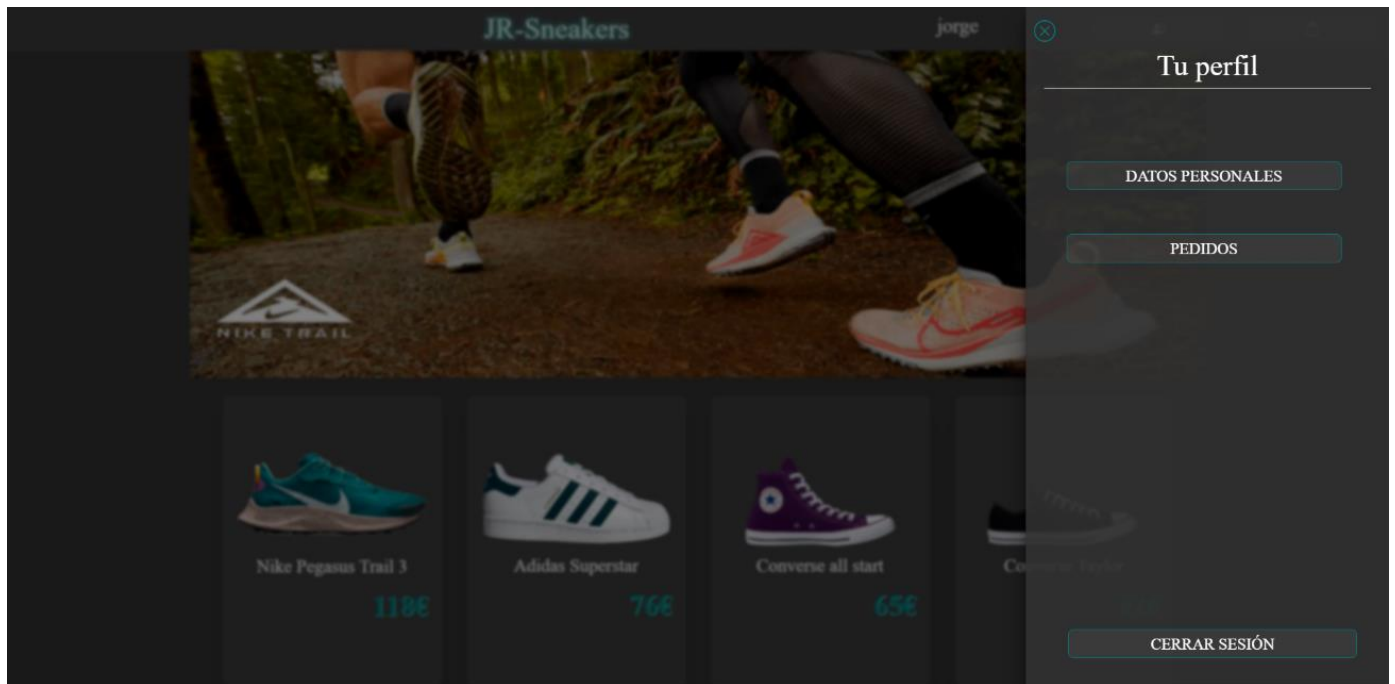 JR-Sneakers
jorge
Tu perfil
DATOS PERSONALES
PEDIDOS
NIKE TRAIL
Nike Pegasus Trail 3
Adidas Superstar
Converse all start
118€
76€
65€
CERRAR SESIÓN